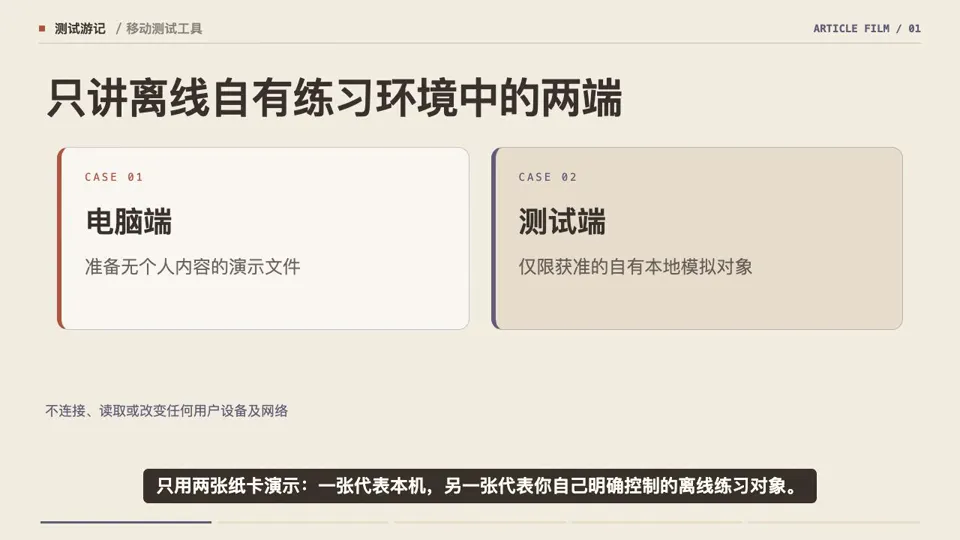 测试游记 / 移动测试工具
ARTICLE FILM / 01
只讲离线自有练习环境中的两端
CASE 01
电脑端
准备无个人内容的演示文件
CASE 02
测试端
仅限获准的自有本地模拟对象
不连接、读取或改变任何用户设备及网络
只用两张纸卡演示：一张代表本机，另一张代表你自己明确控制的离线练习对象。